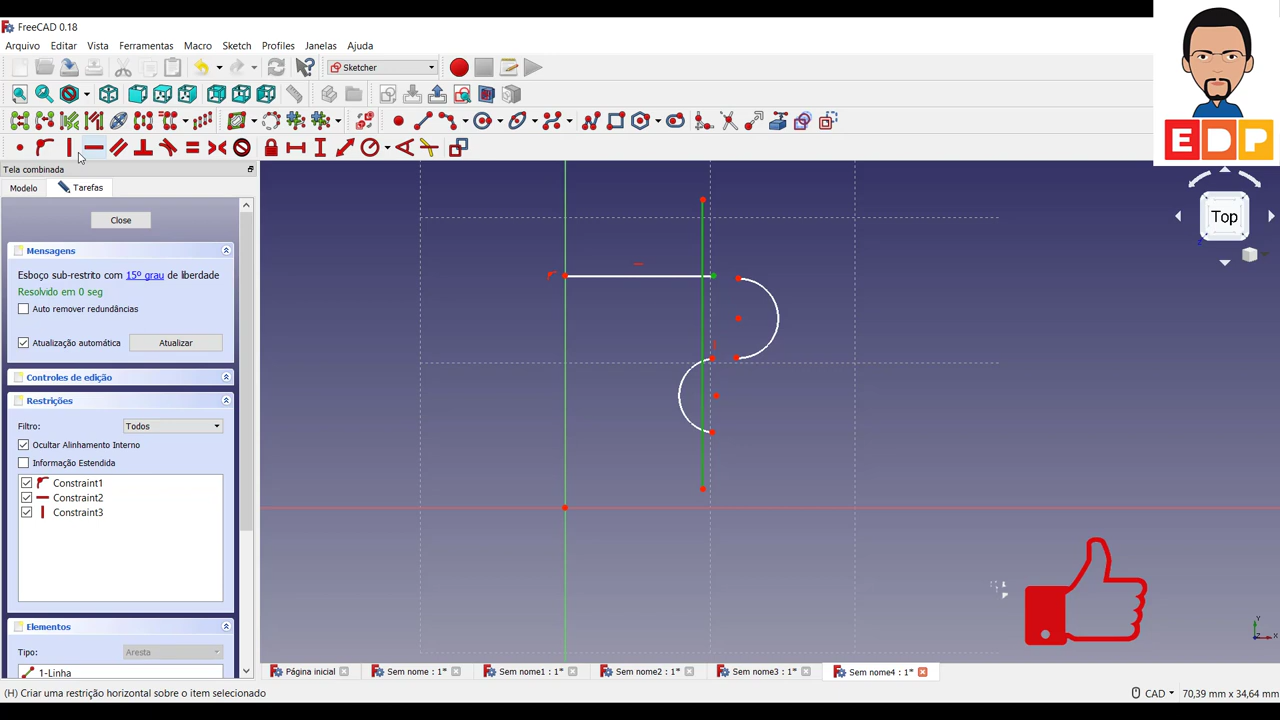 FreeCAD 0.18
Arquivo Editar Vista Ferramentas Macro Sketch Profiles Janelas Ajuda
Sketcher
EDP
Tela combinada
Modelo Tarefas
Top
Close
Mensagens
Esboço sub-restrito com 15º grau de liberdade
Resolvido em 0 seg
Auto remover redundâncias
Atualização automática Atualizar
Controles de edição
Restrições
Filtro: Todos
Ocultar Alinhamento Interno
Informação Estendida
Constraint1
Constraint2
Constraint3
Elementos
Tipo: Aresta
1-Linha
Y
X
Z
Página inicial Sem nome : 1* Sem nome1 : 1* Sem nome2 : 1* Sem nome3 : 1* Sem nome4 : 1*
(H) Criar uma restrição horizontal sobre o item selecionado CAD 70,39 mm x 34,64 mm